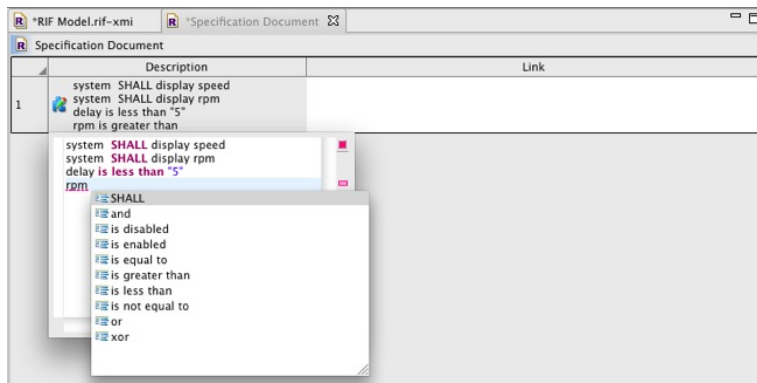 *RIF Model.rif-xmi
*Specification Document
Specification Document
Description Link
1
system SHALL display speed
system SHALL display rpm
delay is less than "5"
rpm is greater than
system SHALL display speed
system SHALL display rpm
delay is less than "5"
rpm
SHALL
and
is disabled
is enabled
is equal to
is greater than
is less than
is not equal to
or
xor